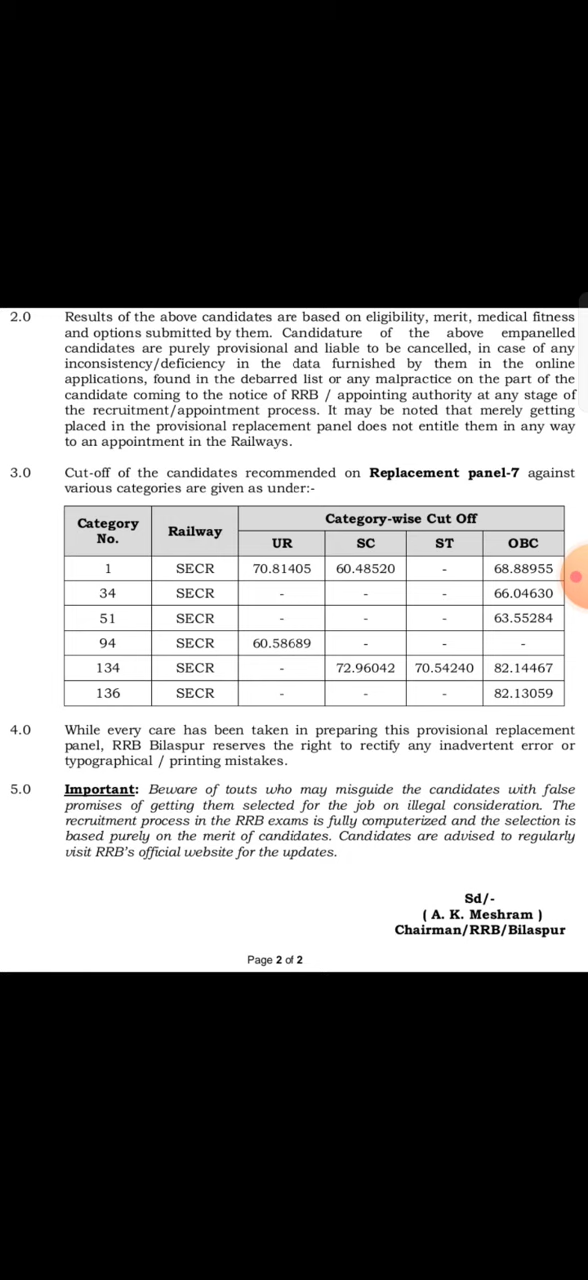 2.0 Results of the above candidates are based on eligibility, merit, medical fitness
and options submitted by them. Candidature of the above empanelled
candidates are purely provisional and liable to be cancelled, in case of any
inconsistency/deficiency in the data furnished by them in the online
applications, found in the debarred list or any malpractice on the part of the
candidate coming to the notice of RRB / appointing authority at any stage of
the recruitment/appointment process. It may be noted that merely getting
placed in the provisional replacement panel does not entitle them in any way
to an appointment in the Railways.
3.0 Cut-off of the candidates recommended on Replacement panel-7 against
various categories are given as under:-
Category No. Railway Category-wise Cut Off
UR SC ST OBC
1 SECR 70.81405 60.48520 - 68.88955
34 SECR - - - 66.04630
51 SECR - - - 63.55284
94 SECR 60.58689 - - -
134 SECR - 72.96042 70.54240 82.14467
136 SECR - - - 82.13059
4.0 While every care has been taken in preparing this provisional replacement
panel, RRB Bilaspur reserves the right to rectify any inadvertent error or
typographical / printing mistakes.
5.0 Important: Beware of touts who may misguide the candidates with false
promises of getting them selected for the job on illegal consideration. The
recruitment process in the RRB exams is fully computerized and the selection is
based purely on the merit of candidates. Candidates are advised to regularly
visit RRB's official website for the updates.
Sd/-
( A. K. Meshram )
Chairman/RRB/Bilaspur
Page 2 of 2